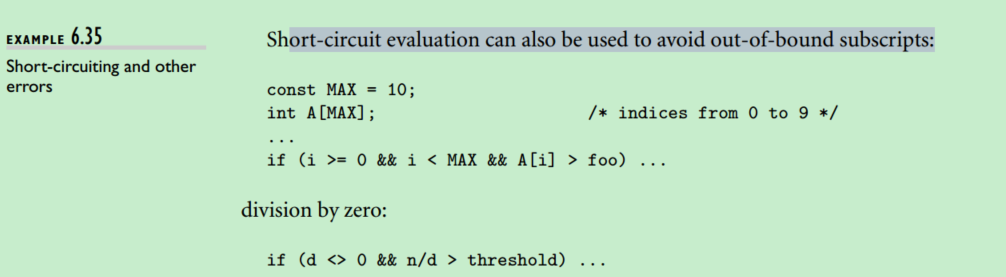 EXAMPLE 6.35
Short-circuiting and other
errors
Short-circuit evaluation can also be used to avoid out-of-bound subscripts:
const MAX = 10;
int A[MAX]; /* indices from 0 to 9 */
...
if (i >= 0 && i < MAX && A[i] > foo) ...
division by zero:
if (d <> 0 && n/d > threshold) ...